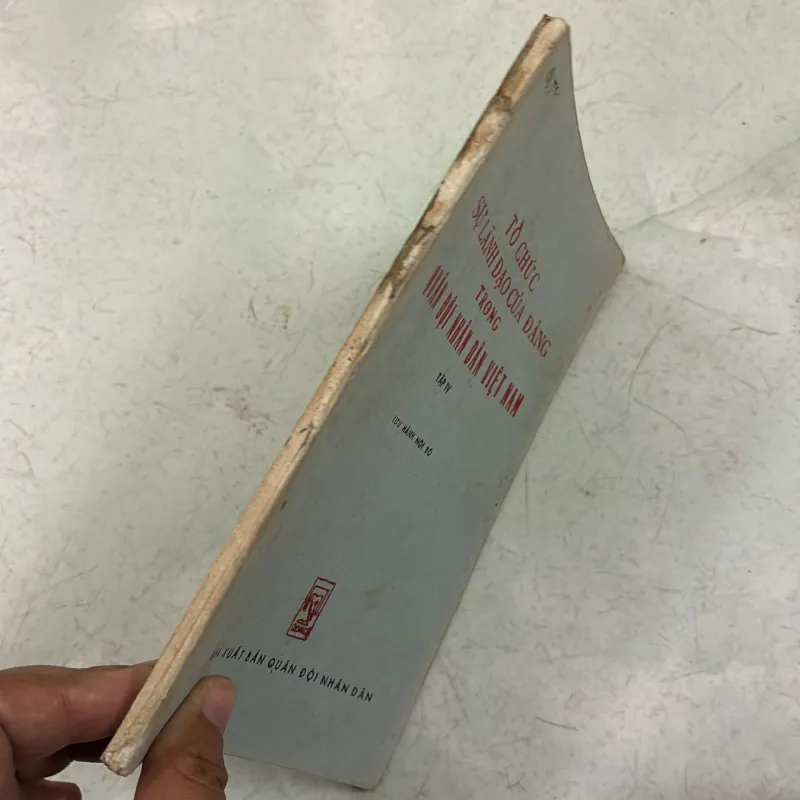 TỔ CHỨC
SỰ LÃNH ĐẠO CỦA ĐẢNG
TRONG
QUÂN ĐỘI NHÂN DÂN VIỆT NAM
TẬP IV
LƯU HÀNH NỘI BỘ
XUẤT BẢN QUÂN ĐỘI NHÂN DÂN